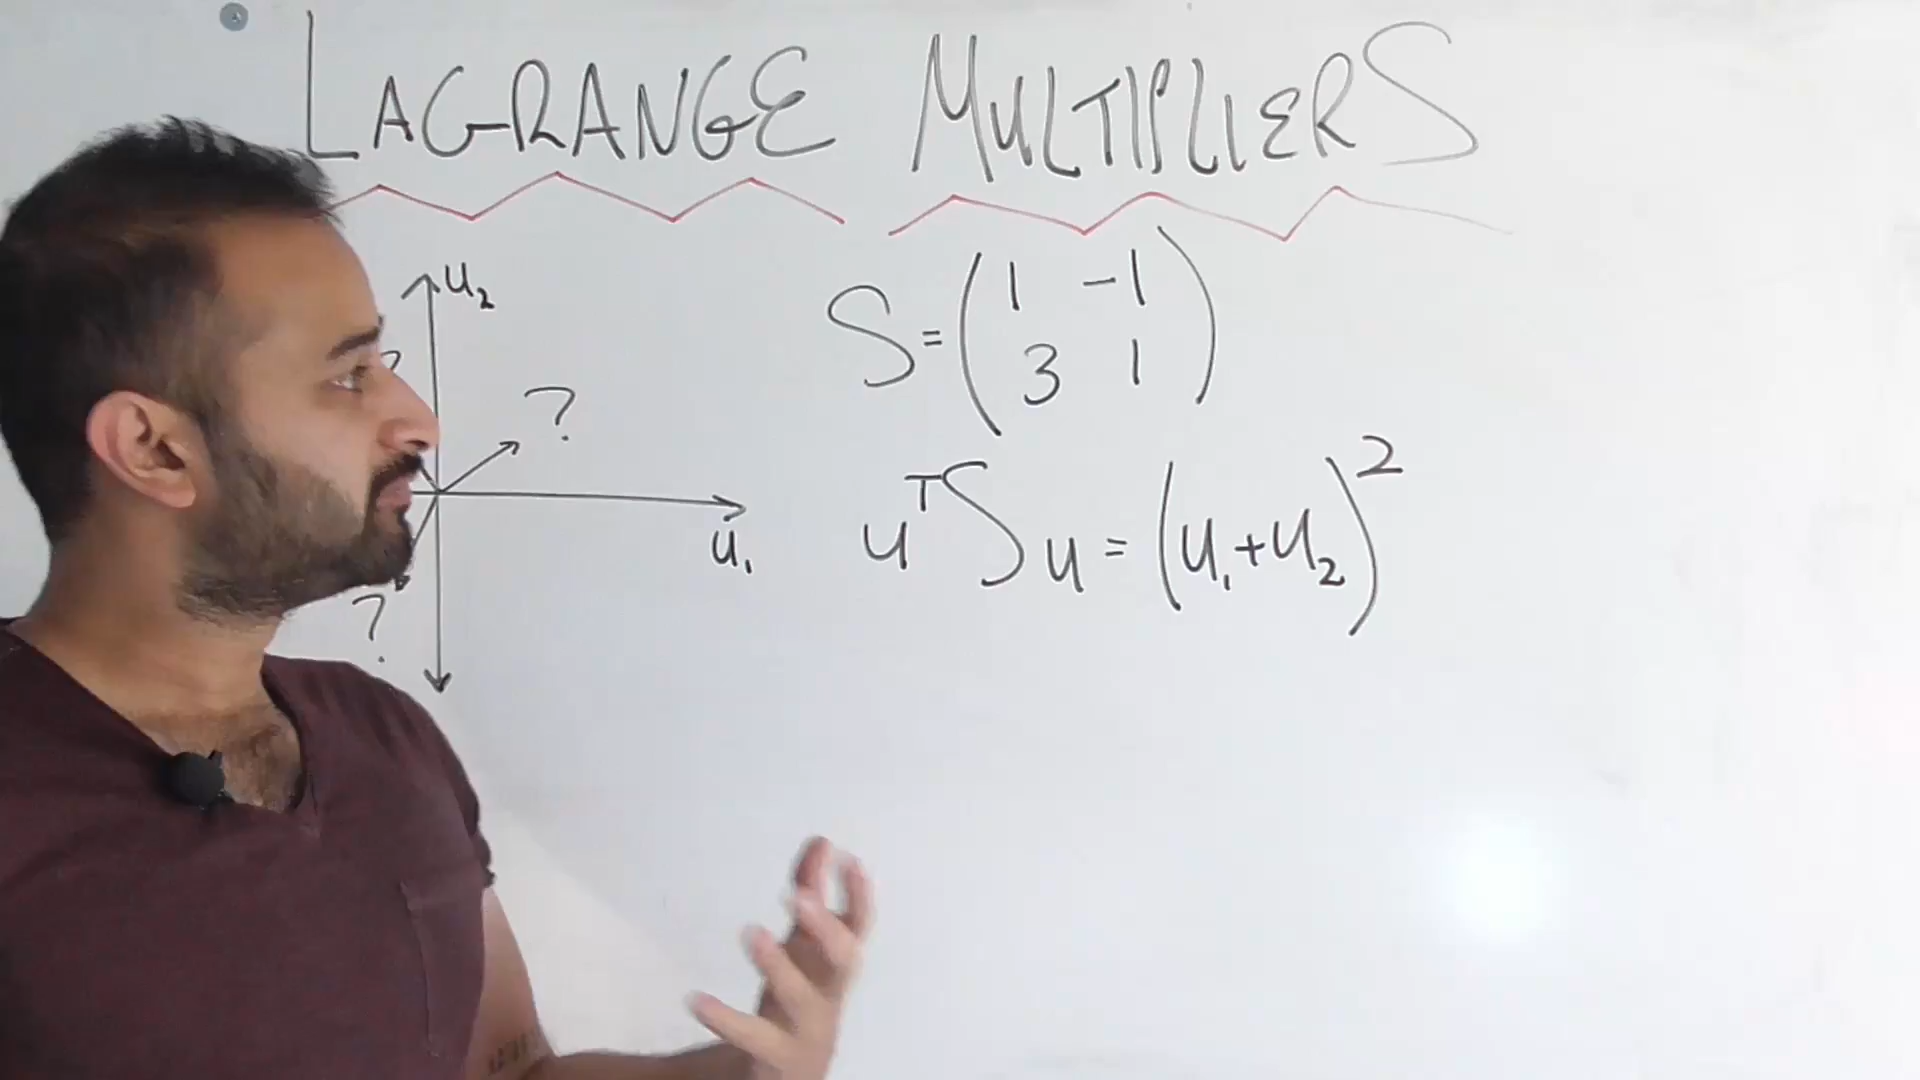 LAGRANGE MULTIPLIERS
u₂
S = (1 -1
3 1)
?
?
uᵀSu = (u₁+u₂)²
u₁
?